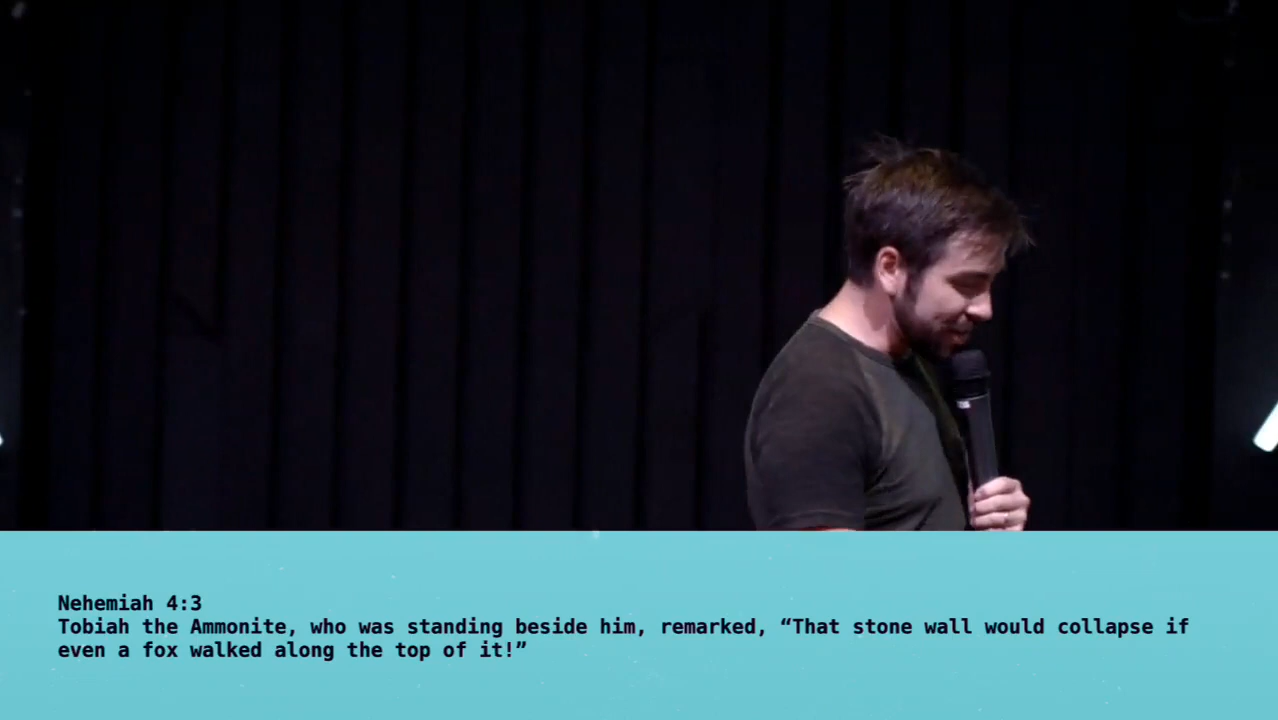 Nehemiah 4:3
Tobiah the Ammonite, who was standing beside him, remarked, “That stone wall would collapse if
even a fox walked along the top of it!”